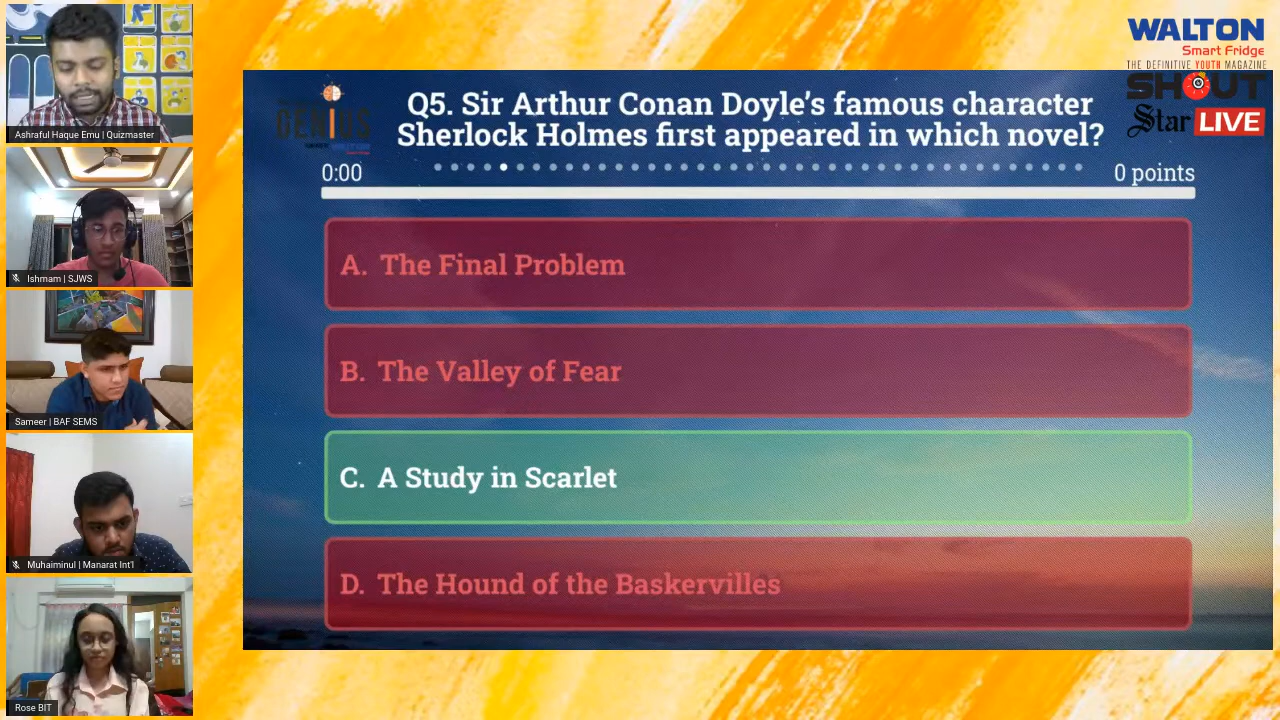 Ashraful Haque Emu | Quizmaster
Ishmam | SJWS
Sameer | BAF SEMS
Muhaiminul | Manarat Int'l
Rose BIT
WALTON
Smart Fridge
THE DEFINITIVE YOUTH MAGAZINE
SHOUT
Star LIVE
GENIUS
Q5. Sir Arthur Conan Doyle's famous character
Sherlock Holmes first appeared in which novel?
0:00
0 points
A. The Final Problem
B. The Valley of Fear
C. A Study in Scarlet
D. The Hound of the Baskervilles